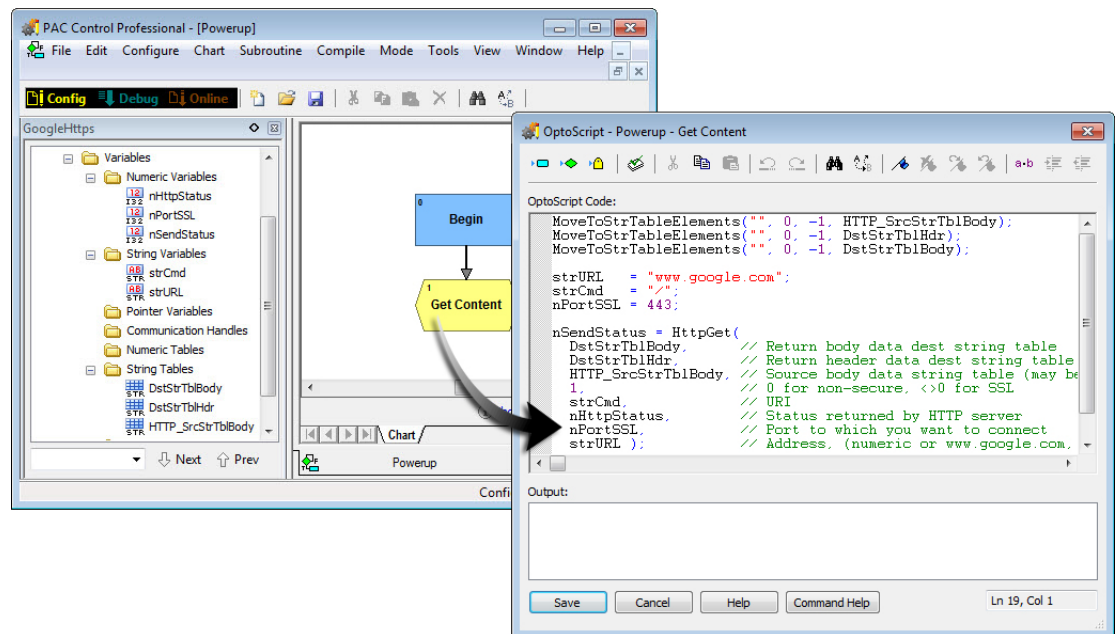 PAC Control Professional - [Powerup]
File Edit Configure Chart Subroutine Compile Mode Tools View Window Help
Config Debug Online
GoogleHttps
Variables
Numeric Variables
nHttpStatus
nPortSSL
nSendStatus
String Variables
strCmd
strURL
Pointer Variables
Communication Handles
Numeric Tables
String Tables
DstStrTblBody
DstStrTblHdr
HTTP_SrcStrTblBody
Next Prev
0
Begin
1
Get Content
Chart
Powerup
Confi
OptoScript - Powerup - Get Content
OptoScript Code:
MoveToStrTableElements("", 0, -1, HTTP_SrcStrTblBody);
MoveToStrTableElements("", 0, -1, DstStrTblHdr);
MoveToStrTableElements("", 0, -1, DstStrTblBody);
strURL = "www.google.com";
strCmd = "/";
nPortSSL = 443;
nSendStatus = HttpGet(
DstStrTblBody, // Return body data dest string table
DstStrTblHdr, // Return header data dest string table
HTTP_SrcStrTblBody, // Source body data string table (may be
1, // 0 for non-secure, <>0 for SSL
strCmd, // URI
nHttpStatus, // Status returned by HTTP server
nPortSSL, // Port to which you want to connect
strURL ); // Address, (numeric or www.google.com,
Output:
Save Cancel Help Command Help Ln 19, Col 1